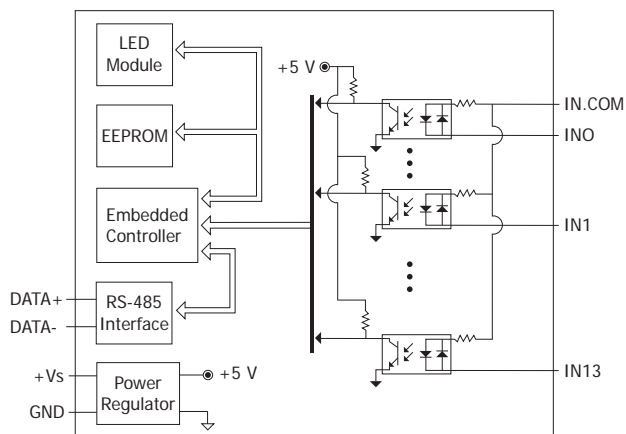 LED
Module
EEPROM
Embedded
Controller
RS-485
Interface
Power
Regulator
DATA+
DATA-
+Vs
GND
+5 V
+5 V
IN.COM
INO
IN1
IN13